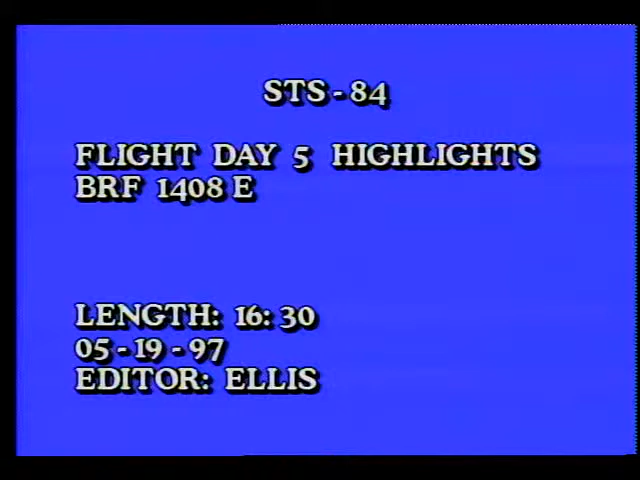 STS - 84
FLIGHT DAY 5 HIGHLIGHTS
BRF 1408 E
LENGTH: 16: 30
05 - 19 - 97
EDITOR: ELLIS